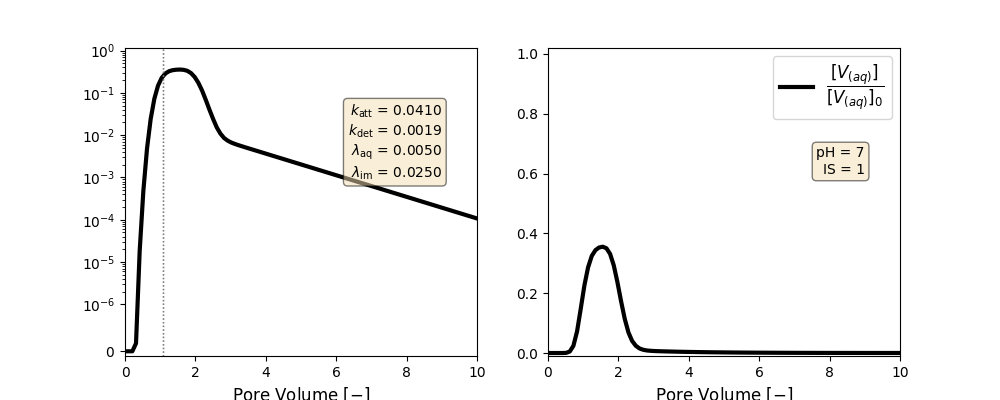 10⁰
10⁻¹
10⁻²
10⁻³
10⁻⁴
10⁻⁵
10⁻⁶
0
k_att = 0.0410
k_det = 0.0019
λ_aq = 0.0050
λ_im = 0.0250
0 2 4 6 8 10
Pore Volume [−]
1.0
0.8
0.6
0.4
0.2
0.0
[V_(aq)]
[V_(aq)]₀
pH = 7
IS = 1
0 2 4 6 8 10
Pore Volume [−]